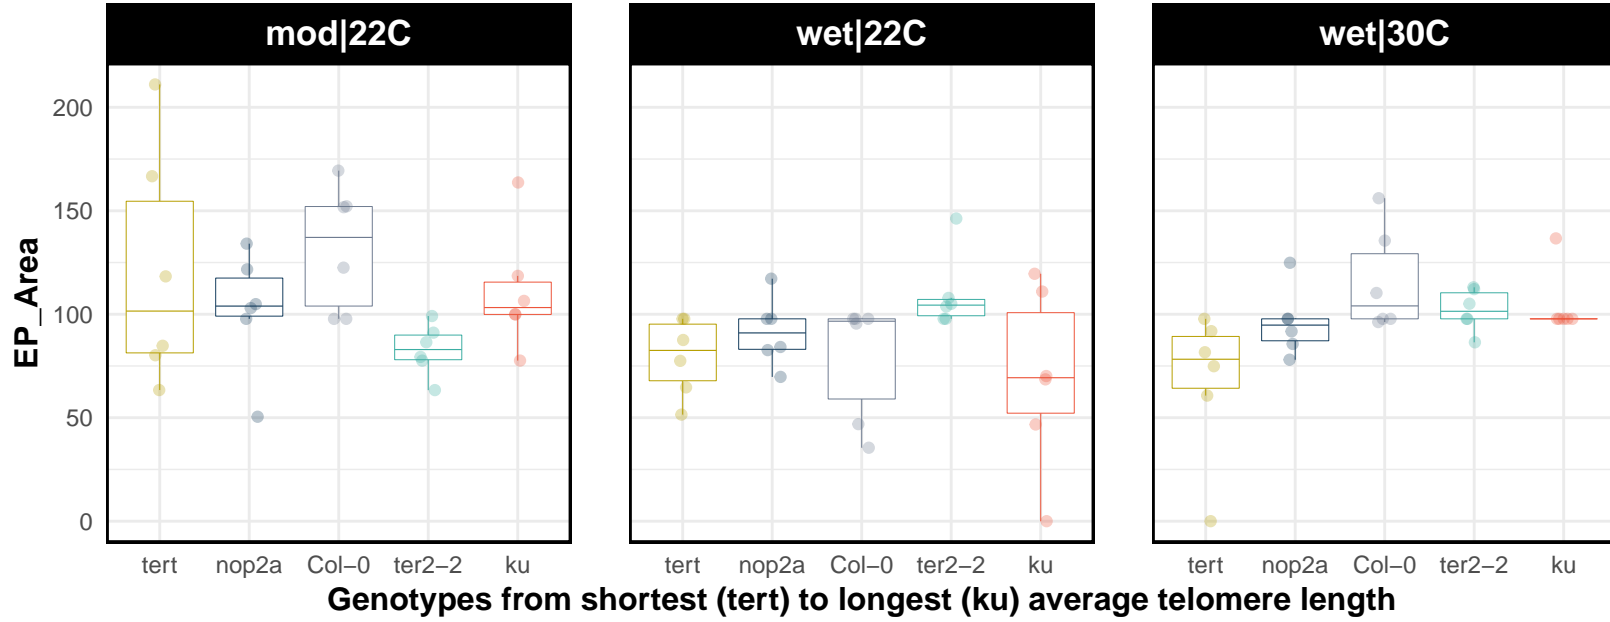 mod|22C wet|22C wet|30C
EP_Area
200
150
100
50
0
tert nop2a Col−0 ter2−2 ku tert nop2a Col−0 ter2−2 ku tert nop2a Col−0 ter2−2 ku
Genotypes from shortest (tert) to longest (ku) average telomere length